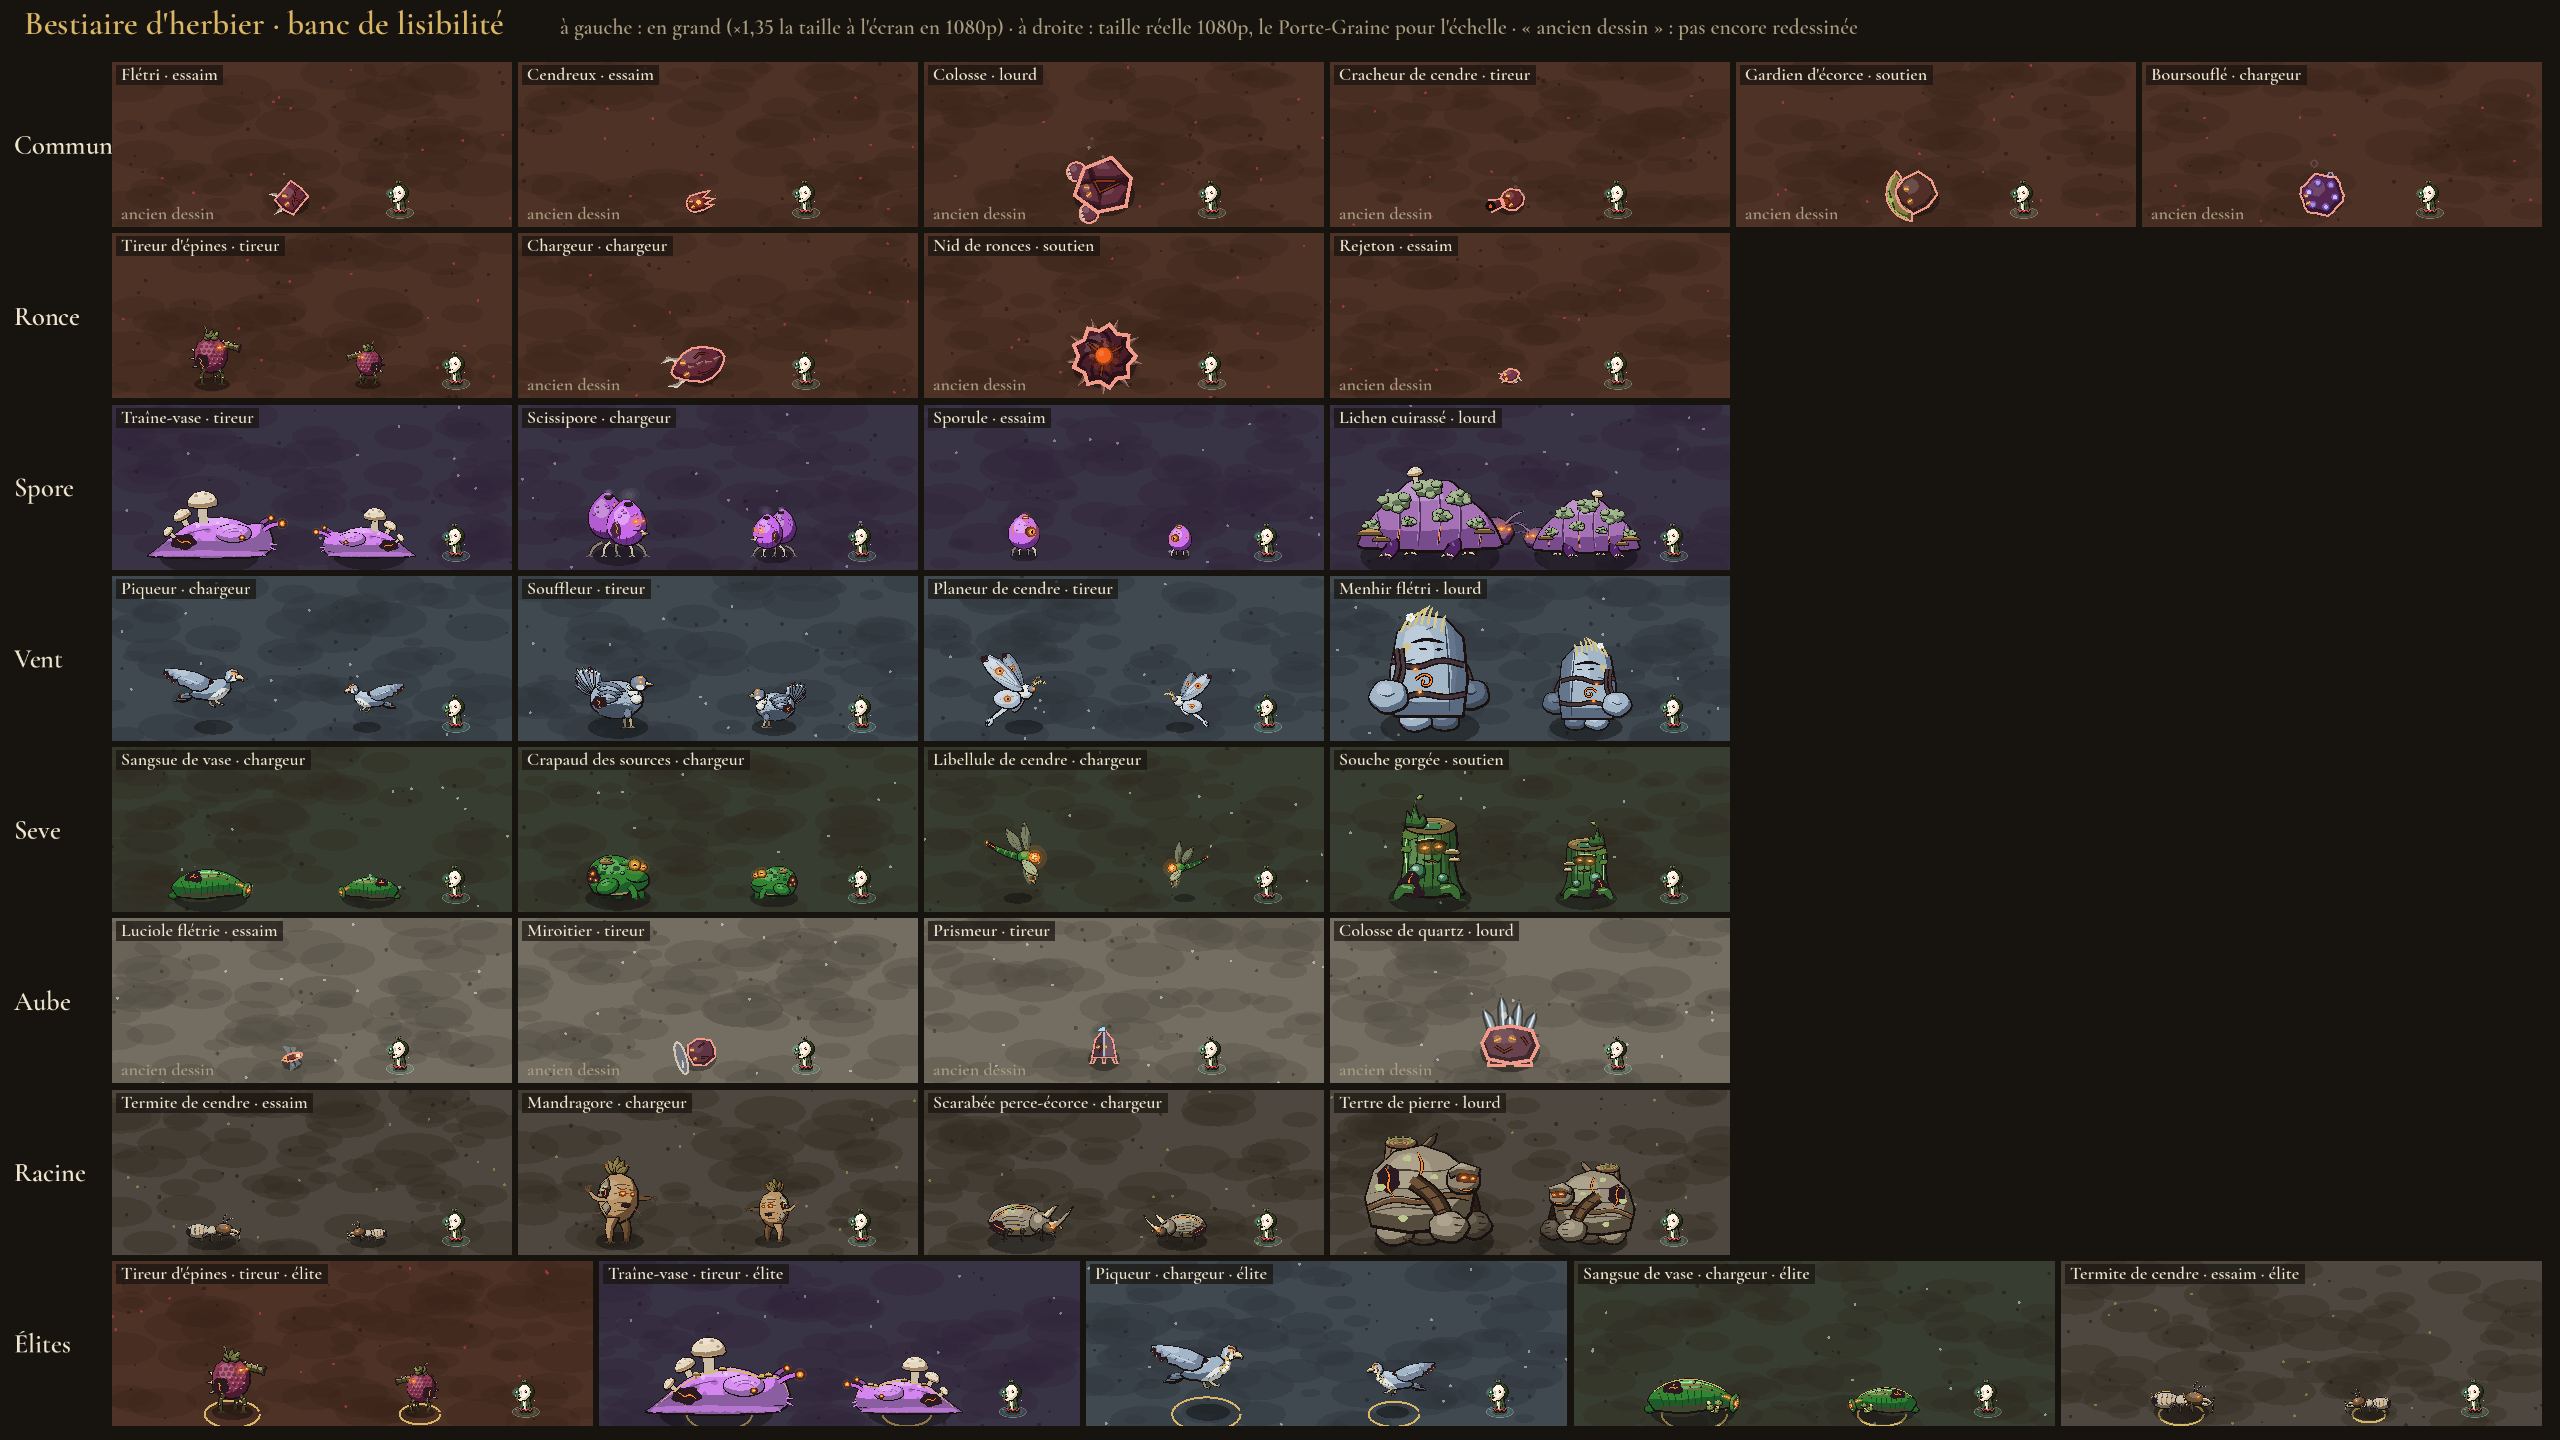 Bestiaire d'herbier · banc de lisibilité
à gauche : en grand (×1,35 la taille à l'écran en 1080p) · à droite : taille réelle 1080p, le Porte-Graine pour l'échelle · « ancien dessin » : pas encore redessinée
Commun
Flétri · essaim
ancien dessin
Cendreux · essaim
ancien dessin
Colosse · lourd
ancien dessin
Cracheur de cendre · tireur
ancien dessin
Gardien d'écorce · soutien
ancien dessin
Boursouflé · chargeur
ancien dessin
Ronce
Tireur d'épines · tireur
Chargeur · chargeur
ancien dessin
Nid de ronces · soutien
ancien dessin
Rejeton · essaim
ancien dessin
Spore
Traîne-vase · tireur
Scissipore · chargeur
Sporule · essaim
Lichen cuirassé · lourd
Vent
Piqueur · chargeur
Souffleur · tireur
Planeur de cendre · tireur
Menhir flétri · lourd
Seve
Sangsue de vase · chargeur
Crapaud des sources · chargeur
Libellule de cendre · chargeur
Souche gorgée · soutien
Aube
Luciole flétrie · essaim
ancien dessin
Miroitier · tireur
ancien dessin
Prismeur · tireur
ancien dessin
Colosse de quartz · lourd
ancien dessin
Racine
Termite de cendre · essaim
Mandragore · chargeur
Scarabée perce-écorce · chargeur
Tertre de pierre · lourd
Élites
Tireur d'épines · tireur · élite
Traîne-vase · tireur · élite
Piqueur · chargeur · élite
Sangsue de vase · chargeur · élite
Termite de cendre · essaim · élite